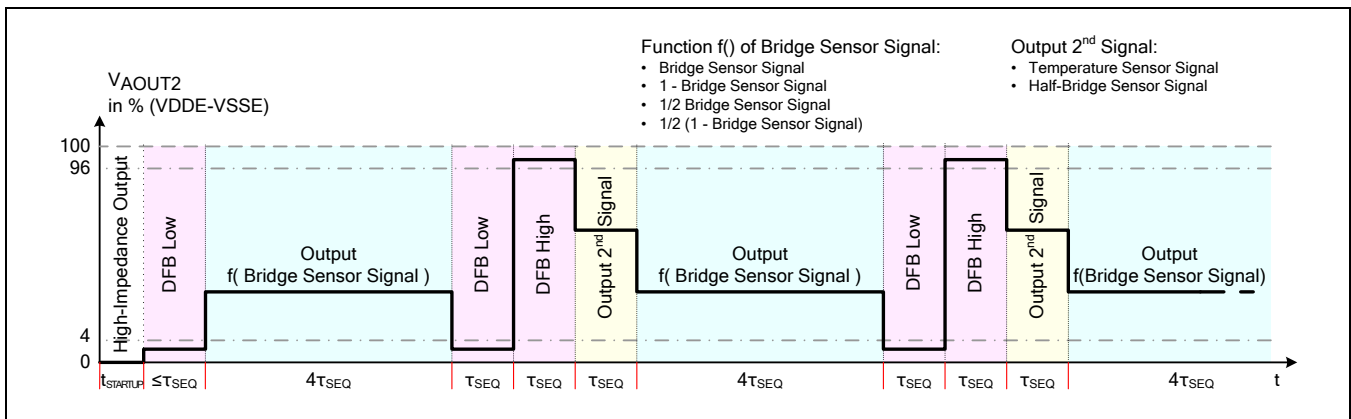 Function f() of Bridge Sensor Signal:
• Bridge Sensor Signal
• 1 - Bridge Sensor Signal
• 1/2 Bridge Sensor Signal
• 1/2 (1 - Bridge Sensor Signal)
Output 2nd Signal:
• Temperature Sensor Signal
• Half-Bridge Sensor Signal
VAOUT2
in % (VDDE-VSSE)
100
96
4
0
High-Impedance Output
DFB Low
Output
f( Bridge Sensor Signal )
DFB Low
DFB High
Output 2nd Signal
Output
f( Bridge Sensor Signal )
DFB Low
DFB High
Output 2nd Signal
Output
f(Bridge Sensor Signal)
tSTARTUP
≤τSEQ
4τSEQ
τSEQ
τSEQ
τSEQ
4τSEQ
τSEQ
τSEQ
τSEQ
4τSEQ
t